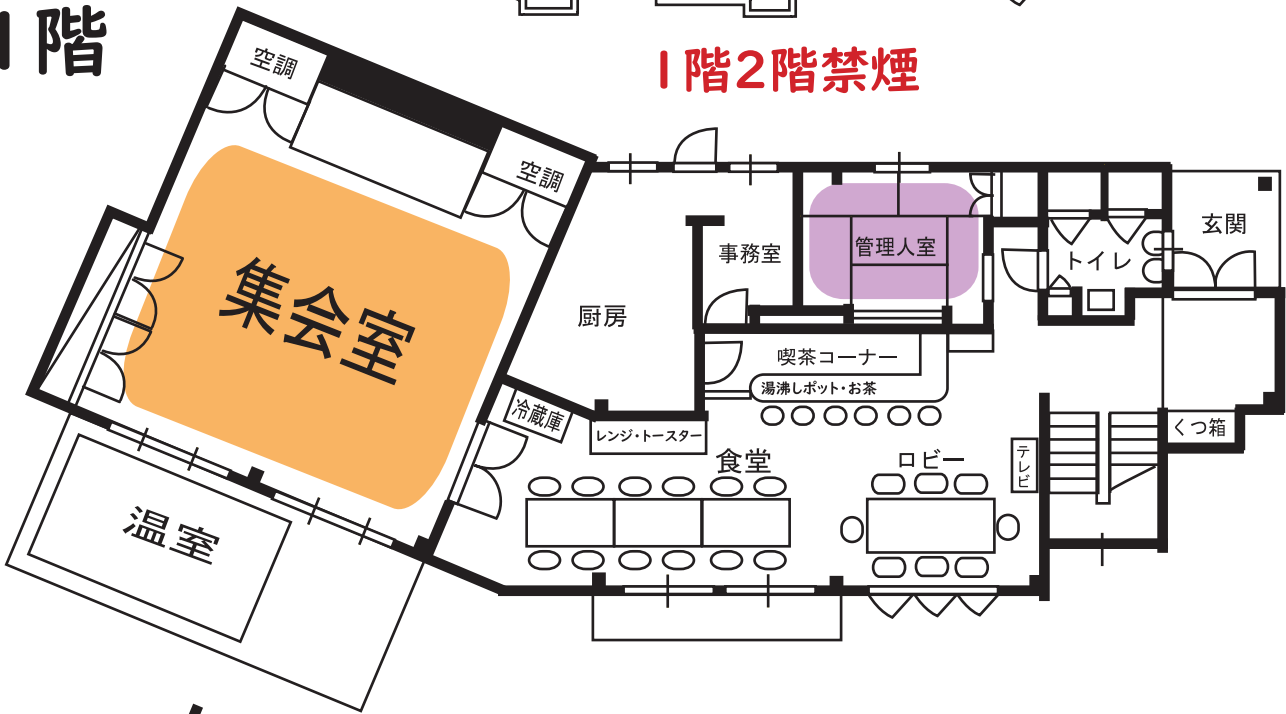 1階
1階2階禁煙
空調
空調
集会室
温室
厨房
事務室
管理人室
トイレ
玄関
喫茶コーナー
湯沸しポット・お茶
冷蔵庫
レンジ・トースター
食堂
ロビー
テレビ
くつ箱